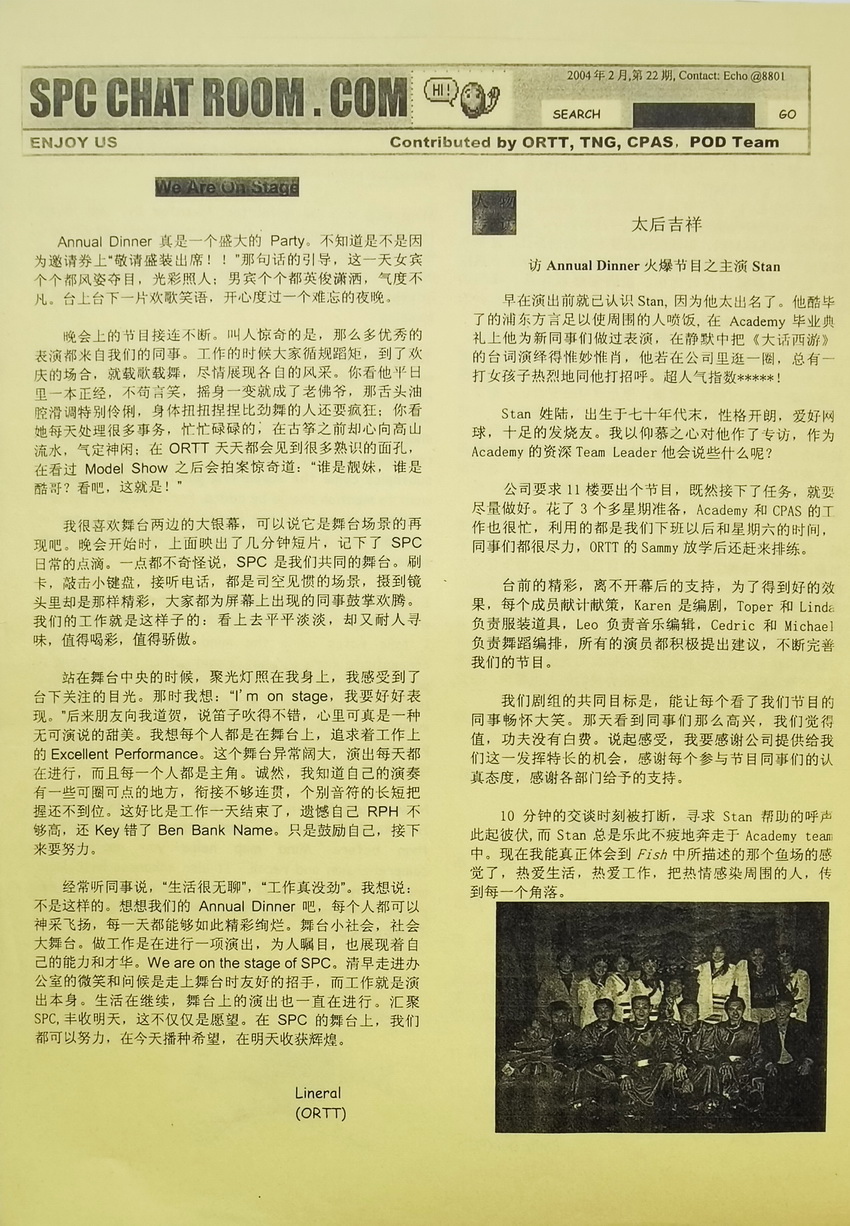 2004 年 2 月,第 22 期, Contact: Echo @8801
SPC CHAT ROOM . COM
HI!
SEARCH
GO
ENJOY US
Contributed by ORTT, TNG, CPAS, POD Team
We Are On Stage
Annual Dinner 真是一个盛大的 Party。不知道是不是因
为邀请券上“敬请盛装出席！！”那句话的引导，这一天女宾
个个都风姿夺目，光彩照人；男宾个个都英俊潇洒，气度不
凡。台上台下一片欢歌笑语，开心度过一个难忘的夜晚。
晚会上的节目接连不断。叫人惊奇的是，那么多优秀的
表演都来自我们的同事。工作的时候大家循规蹈矩，到了欢
庆的场合，就载歌载舞，尽情展现各自的风采。你看他平日
里一本正经，不苟言笑，摇身一变就成了老佛爷，那舌头油
腔滑调特别伶俐，身体扭扭捏捏比劲舞的人还要疯狂；你看
她每天处理很多事务，忙忙碌碌的，在古筝之前却心向高山
流水，气定神闲；在 ORTT 天天都会见到很多熟识的面孔，
在看过 Model Show 之后会拍案惊奇道：“谁是靓妹，谁是
酷哥？看吧，这就是！”
我很喜欢舞台两边的大银幕，可以说它是舞台场景的再
现吧。晚会开始时，上面映出了几分钟短片，记下了 SPC
日常的点滴。一点都不奇怪说，SPC 是我们共同的舞台。刷
卡，敲击小键盘，接听电话，都是司空见惯的场景，摄到镜
头里却是那样精彩，大家都为屏幕上出现的同事鼓掌欢腾。
我们的工作就是这样子的：看上去平平淡淡，却又耐人寻
味，值得喝彩，值得骄傲。
站在舞台中央的时候，聚光灯照在我身上，我感受到了
台下关注的目光。那时我想：“I'm on stage，我要好好表
现。”后来朋友向我道贺，说笛子吹得不错，心里可真是一种
无可演说的甜美。我想每个人都是在舞台上，追求着工作上
的 Excellent Performance。这个舞台异常阔大，演出每天都
在进行，而且每一个人都是主角。诚然，我知道自己的演奏
有一些可圈可点的地方，衔接不够连贯，个别音符的长短把
握还不到位。这好比是工作一天结束了，遗憾自己 RPH 不
够高，还 Key 错了 Ben Bank Name。只是鼓励自己，接下
来要努力。
经常听同事说，“生活很无聊”，“工作真没劲”。我想说：
不是这样的。想想我们的 Annual Dinner 吧，每个人都可以
神采飞扬，每一天都能够如此精彩绚烂。舞台小社会，社会
大舞台。做工作是在进行一项演出，为人瞩目，也展现着自
己的能力和才华。We are on the stage of SPC。清早走进办
公室的微笑和问候是走上舞台时友好的招手，而工作就是演
出本身。生活在继续，舞台上的演出也一直在进行。汇聚
SPC,丰收明天，这不仅仅是愿望。在 SPC 的舞台上，我们
都可以努力，在今天播种希望，在明天收获辉煌。
Lineral
(ORTT)
人物
太后吉祥
访 Annual Dinner 火爆节目之主演 Stan
早在演出前就已认识 Stan, 因为他太出名了。他酷毕
了的浦东方言足以使周围的人喷饭, 在 Academy 毕业典
礼上他为新同事们做过表演，在静默中把《大话西游》
的台词演绎得惟妙惟肖，他若在公司里逛一圈，总有一
打女孩子热烈地同他打招呼。超人气指数*****！
Stan 姓陆，出生于七十年代末，性格开朗，爱好网
球，十足的发烧友。我以仰慕之心对他作了专访，作为
Academy 的资深 Team Leader 他会说些什么呢？
公司要求 11 楼要出个节目，既然接下了任务，就要
尽量做好。花了 3 个多星期准备，Academy 和 CPAS 的工
作也很忙，利用的都是我们下班以后和星期六的时间，
同事们都很尽力，ORTT 的 Sammy 放学后还赶来排练。
台前的精彩，离不开幕后的支持，为了得到好的效
果，每个成员献计献策，Karen 是编剧，Toper 和 Linda
负责服装道具，Leo 负责音乐编辑，Cedric 和 Michael
负责舞蹈编排，所有的演员都积极提出建议，不断完善
我们的节目。
我们剧组的共同目标是，能让每个看了我们节目的
同事畅怀大笑。那天看到同事们那么高兴，我们觉得
值，功夫没有白费。说起感受，我要感谢公司提供给我
们这一发挥特长的机会，感谢每个参与节目同事们的认
真态度，感谢各部门给予的支持。
10 分钟的交谈时刻被打断，寻求 Stan 帮助的呼声
此起彼伏,而 Stan 总是乐此不疲地奔走于 Academy team
中。现在我能真正体会到 Fish 中所描述的那个鱼场的感
觉了，热爱生活，热爱工作，把热情感染周围的人，传
到每一个角落。